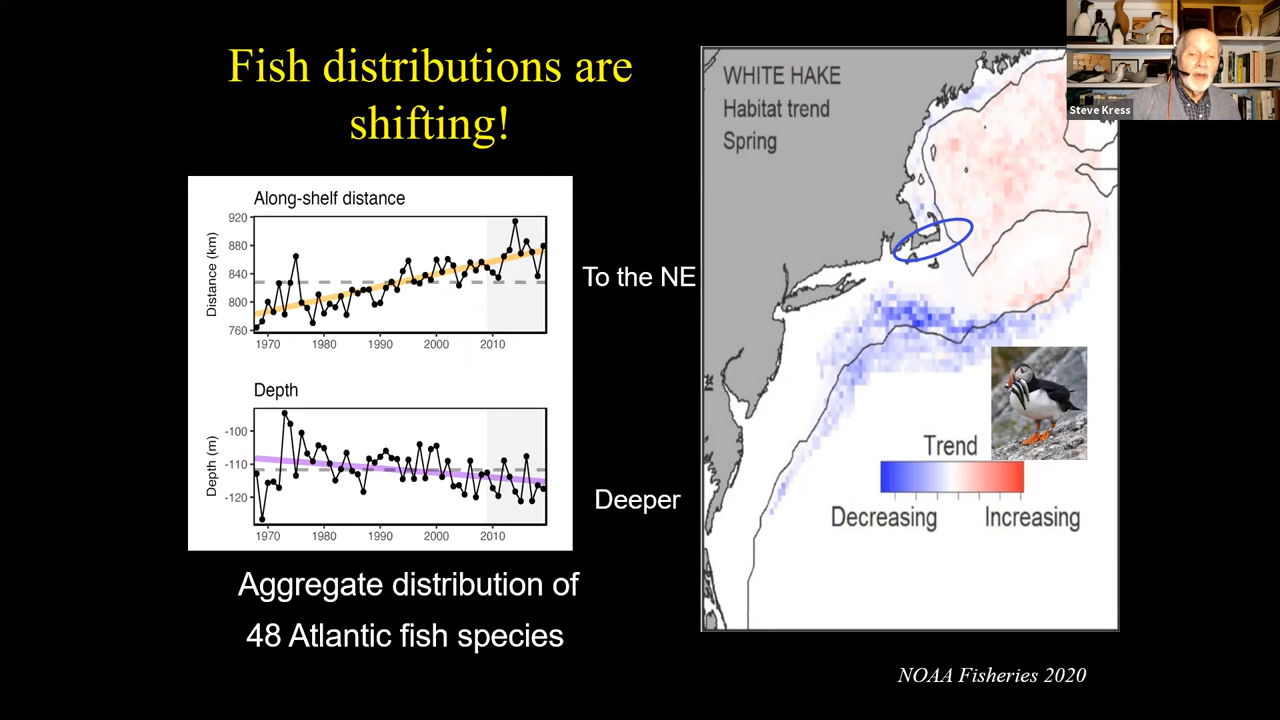 Fish distributions are
shifting!
Along-shelf distance
Distance (km)
920
880
840
800
760
1970 1980 1990 2000 2010
To the NE
Depth
Depth (m)
-100
-110
-120
1970 1980 1990 2000 2010
Deeper
Aggregate distribution of
48 Atlantic fish species
WHITE HAKE
Habitat trend
Spring
Trend
Decreasing Increasing
NOAA Fisheries 2020
Steve Kress